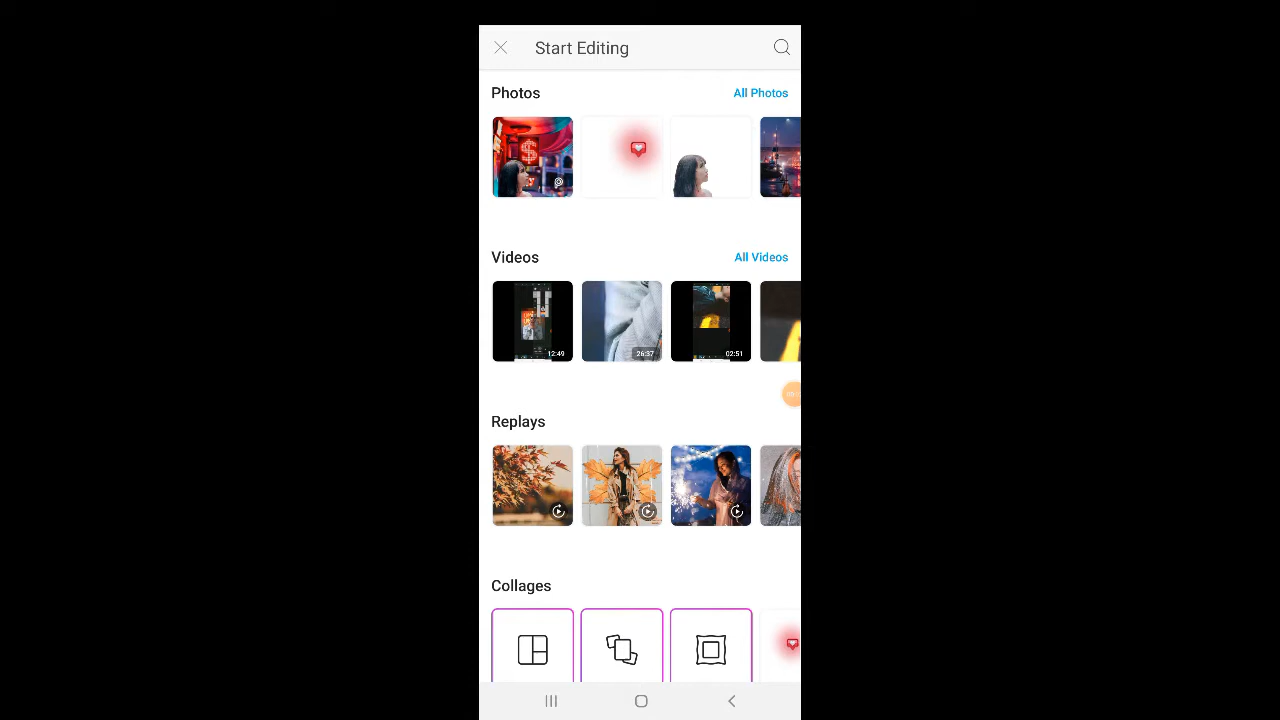 Start Editing
Photos
All Photos
Videos
All Videos
12:49
26:37
02:51
Replays
Collages